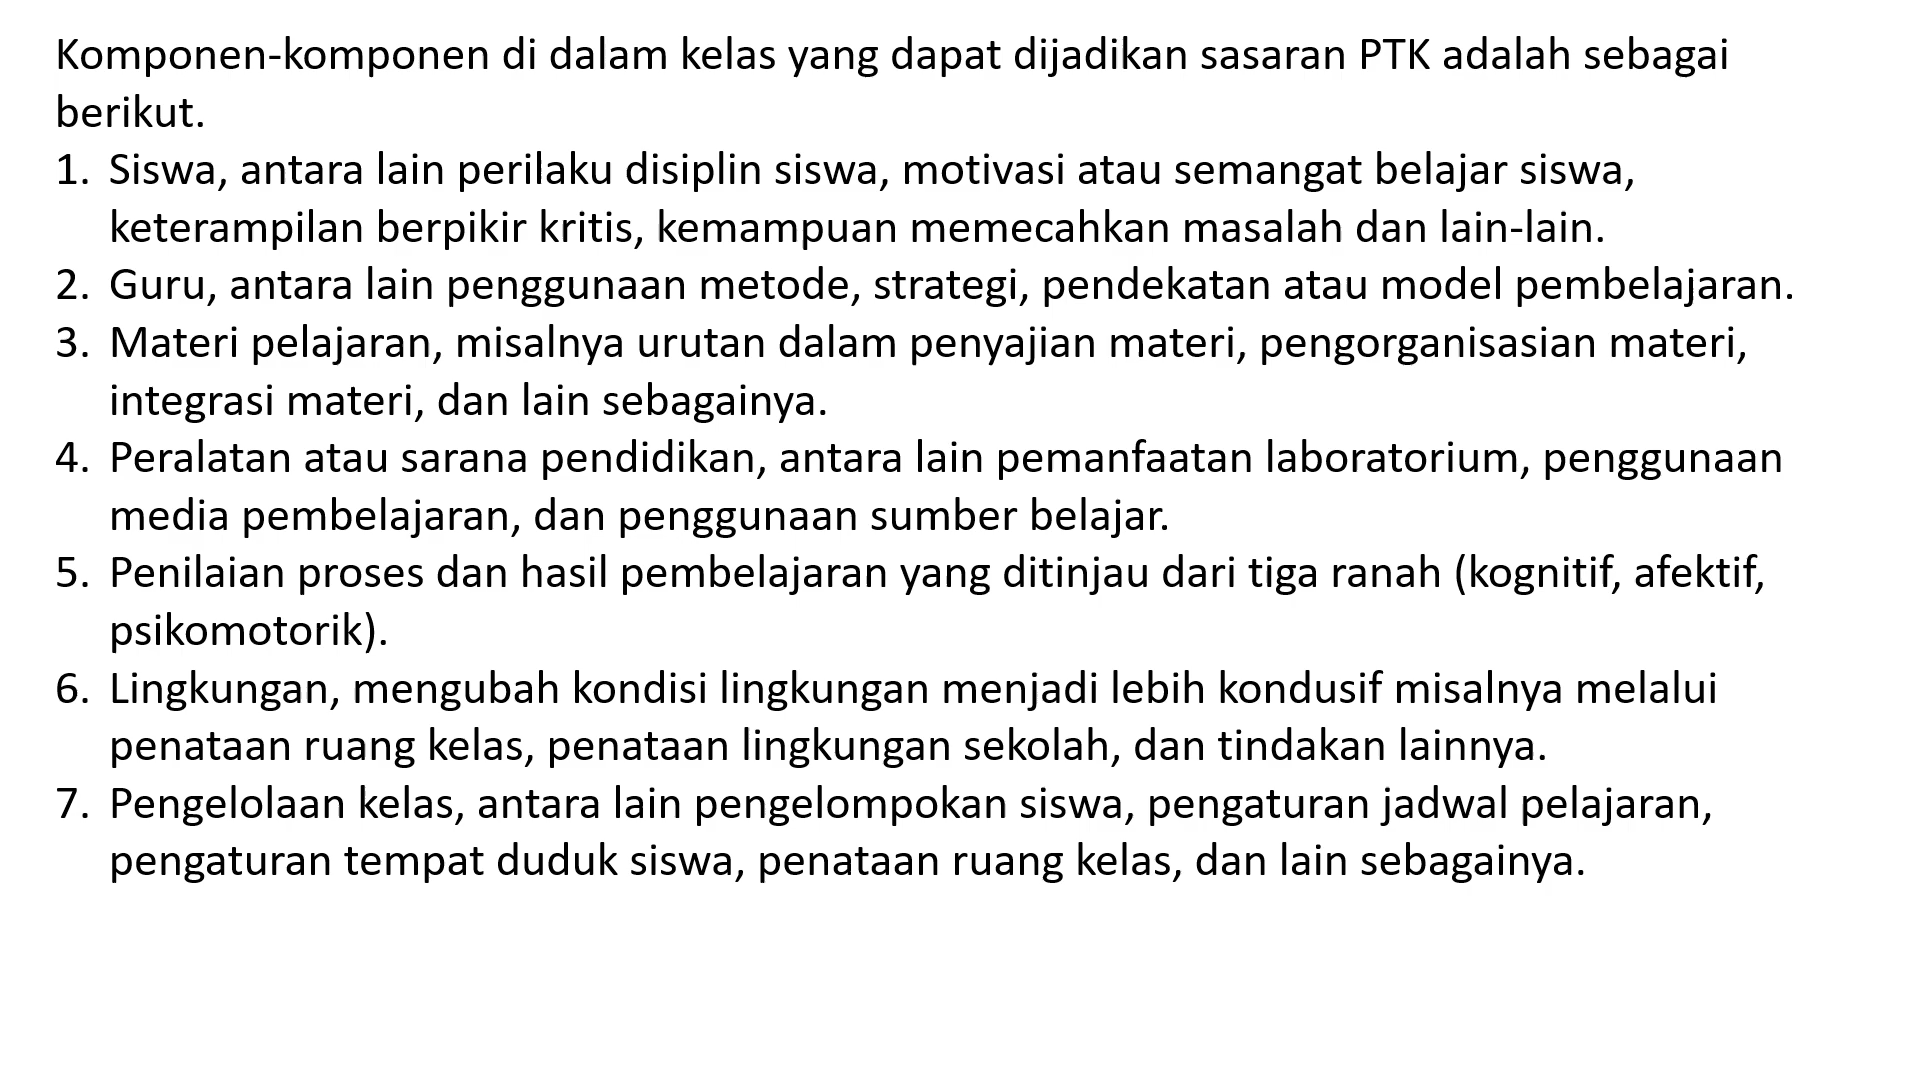 Komponen-komponen di dalam kelas yang dapat dijadikan sasaran PTK adalah sebagai
berikut.
1. Siswa, antara lain perilaku disiplin siswa, motivasi atau semangat belajar siswa,
keterampilan berpikir kritis, kemampuan memecahkan masalah dan lain-lain.
2. Guru, antara lain penggunaan metode, strategi, pendekatan atau model pembelajaran.
3. Materi pelajaran, misalnya urutan dalam penyajian materi, pengorganisasian materi,
integrasi materi, dan lain sebagainya.
4. Peralatan atau sarana pendidikan, antara lain pemanfaatan laboratorium, penggunaan
media pembelajaran, dan penggunaan sumber belajar.
5. Penilaian proses dan hasil pembelajaran yang ditinjau dari tiga ranah (kognitif, afektif,
psikomotorik).
6. Lingkungan, mengubah kondisi lingkungan menjadi lebih kondusif misalnya melalui
penataan ruang kelas, penataan lingkungan sekolah, dan tindakan lainnya.
7. Pengelolaan kelas, antara lain pengelompokan siswa, pengaturan jadwal pelajaran,
pengaturan tempat duduk siswa, penataan ruang kelas, dan lain sebagainya.